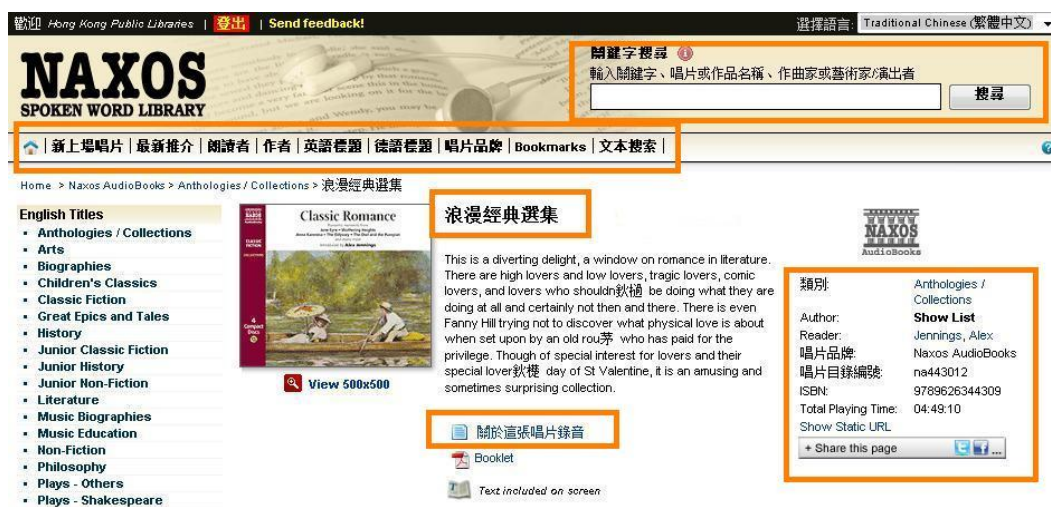 歡迎 Hong Kong Public Libraries | 登出 | Send feedback!
選擇語言: Traditional Chinese (繁體中文)
NAXOS
SPOKEN WORD LIBRARY
關鍵字搜尋
輸入關鍵字、唱片或作品名稱、作曲家或藝術家/演出者
搜尋
新上場唱片 | 最新推介 | 朗讀者 | 作者 | 英語標題 | 德語標題 | 唱片品牌 | Bookmarks | 文本搜索 |
Home > Naxos AudioBooks > Anthologies / Collections > 浪漫經典選集
English Titles
Anthologies / Collections
Arts
Biographies
Children's Classics
Classic Fiction
Great Epics and Tales
History
Junior Classic Fiction
Junior History
Junior Non-Fiction
Literature
Music Biographies
Music Education
Non-Fiction
Philosophy
Plays - Others
Plays - Shakespeare
Classic Romance
View 500x500
浪漫經典選集
This is a diverting delight, a window on romance in literature.
There are high lovers and low lovers, tragic lovers, comic
lovers, and lovers who shouldn鈥檛 be doing what they are
doing at all and certainly not then and there. There is even
Fanny Hill trying not to discover what physical love is about
when set upon by an old rou茅 who has paid for the
privilege. Though of special interest for lovers and their
special lover鈥檚 day of St Valentine, it is an amusing and
sometimes surprising collection.
關於這張唱片錄音
Booklet
Text included on screen
NAXOS
AudioBooks
類別: Anthologies /
Collections
Author: Show List
Reader: Jennings, Alex
唱片品牌: Naxos AudioBooks
唱片目錄編號: na443012
ISBN: 9789626344309
Total Playing Time: 04:49:10
Show Static URL
+ Share this page ...